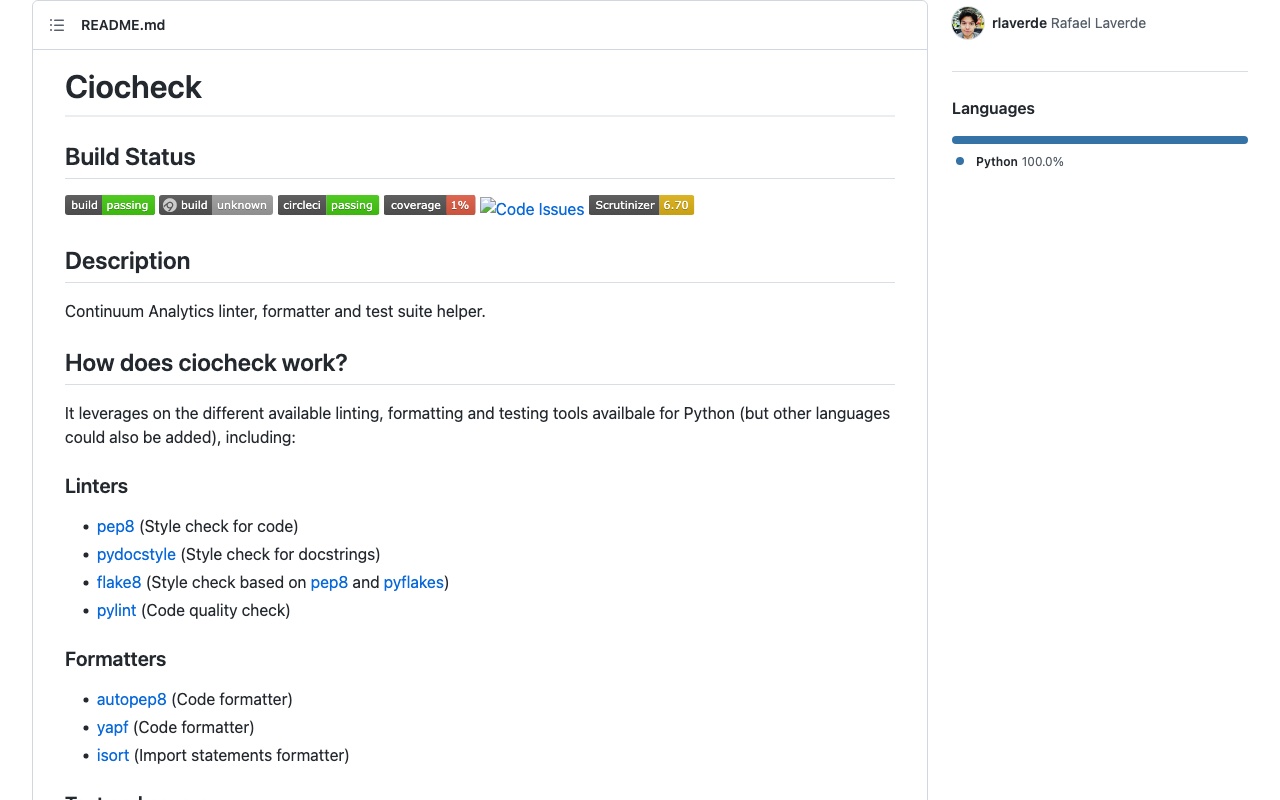 README.md
Ciocheck
Build Status
build passing build unknown circleci passing coverage 1% Code Issues Scrutinizer 6.70
Description
Continuum Analytics linter, formatter and test suite helper.
How does ciocheck work?
It leverages on the different available linting, formatting and testing tools availbale for Python (but other languages
could also be added), including:
Linters
pep8 (Style check for code)
pydocstyle (Style check for docstrings)
flake8 (Style check based on pep8 and pyflakes)
pylint (Code quality check)
Formatters
autopep8 (Code formatter)
yapf (Code formatter)
isort (Import statements formatter)
rlaverde Rafael Laverde
Languages
Python 100.0%